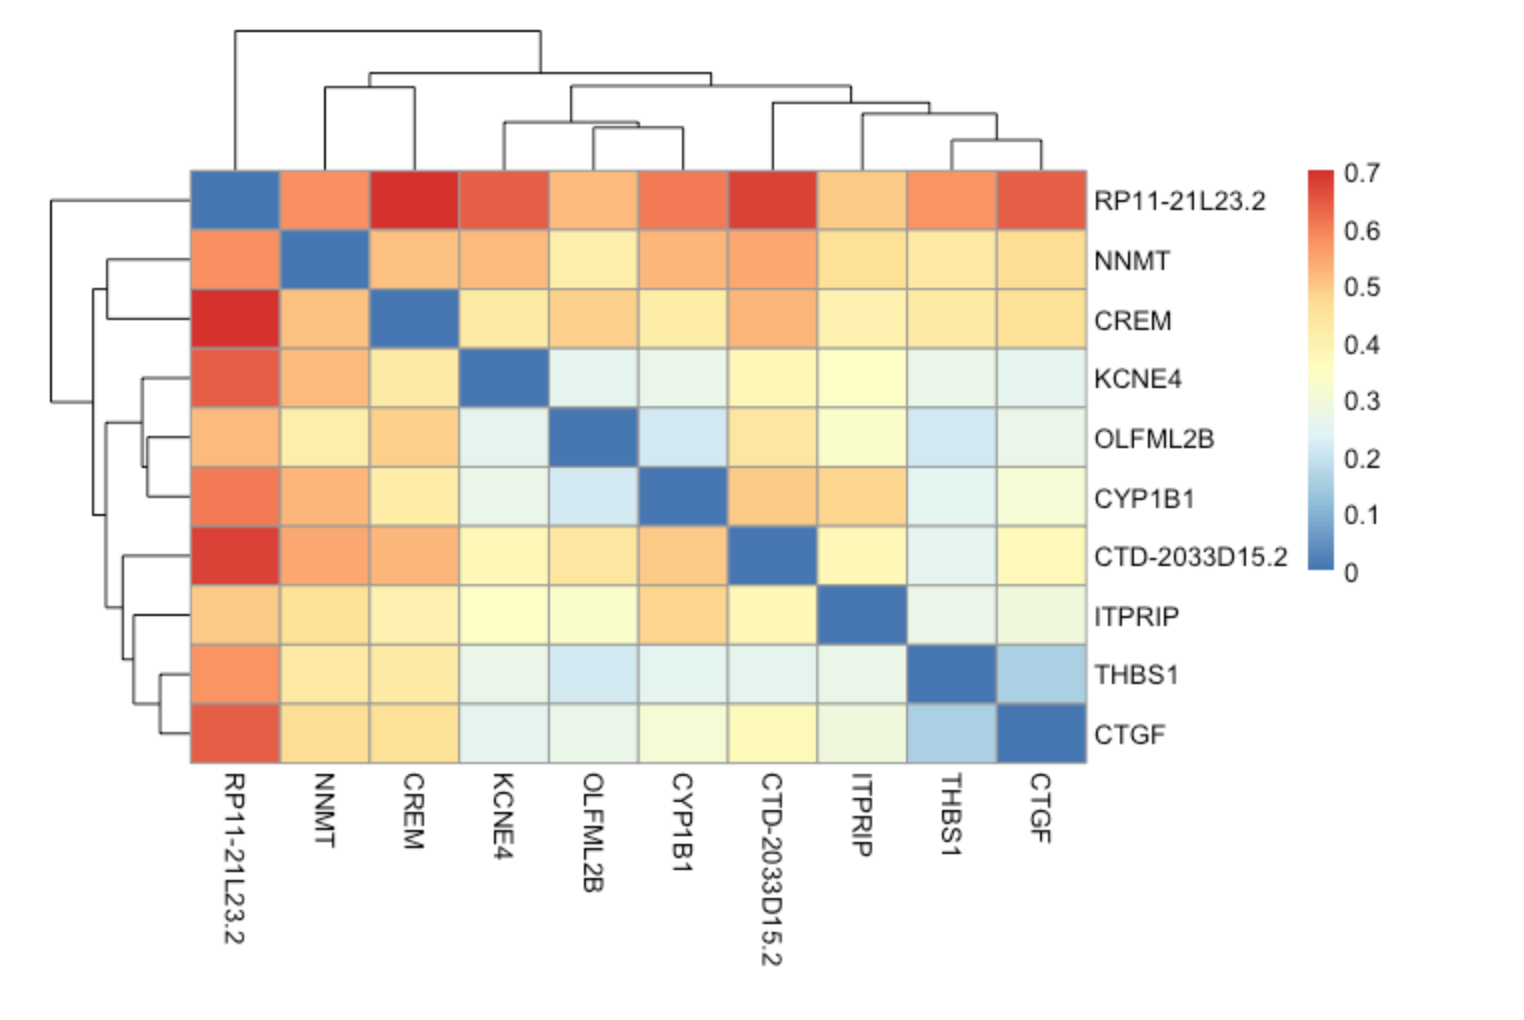 0.7
RP11-21L23.2
0.6
NNMT
0.5
CREM
0.4
KCNE4
0.3
OLFML2B
0.2
CYP1B1
0.1
CTD-2033D15.2
0
ITPRIP
THBS1
CTGF
RP11-21L23.2
NNMT
CREM
KCNE4
OLFML2B
CYP1B1
CTD-2033D15.2
ITPRIP
THBS1
CTGF